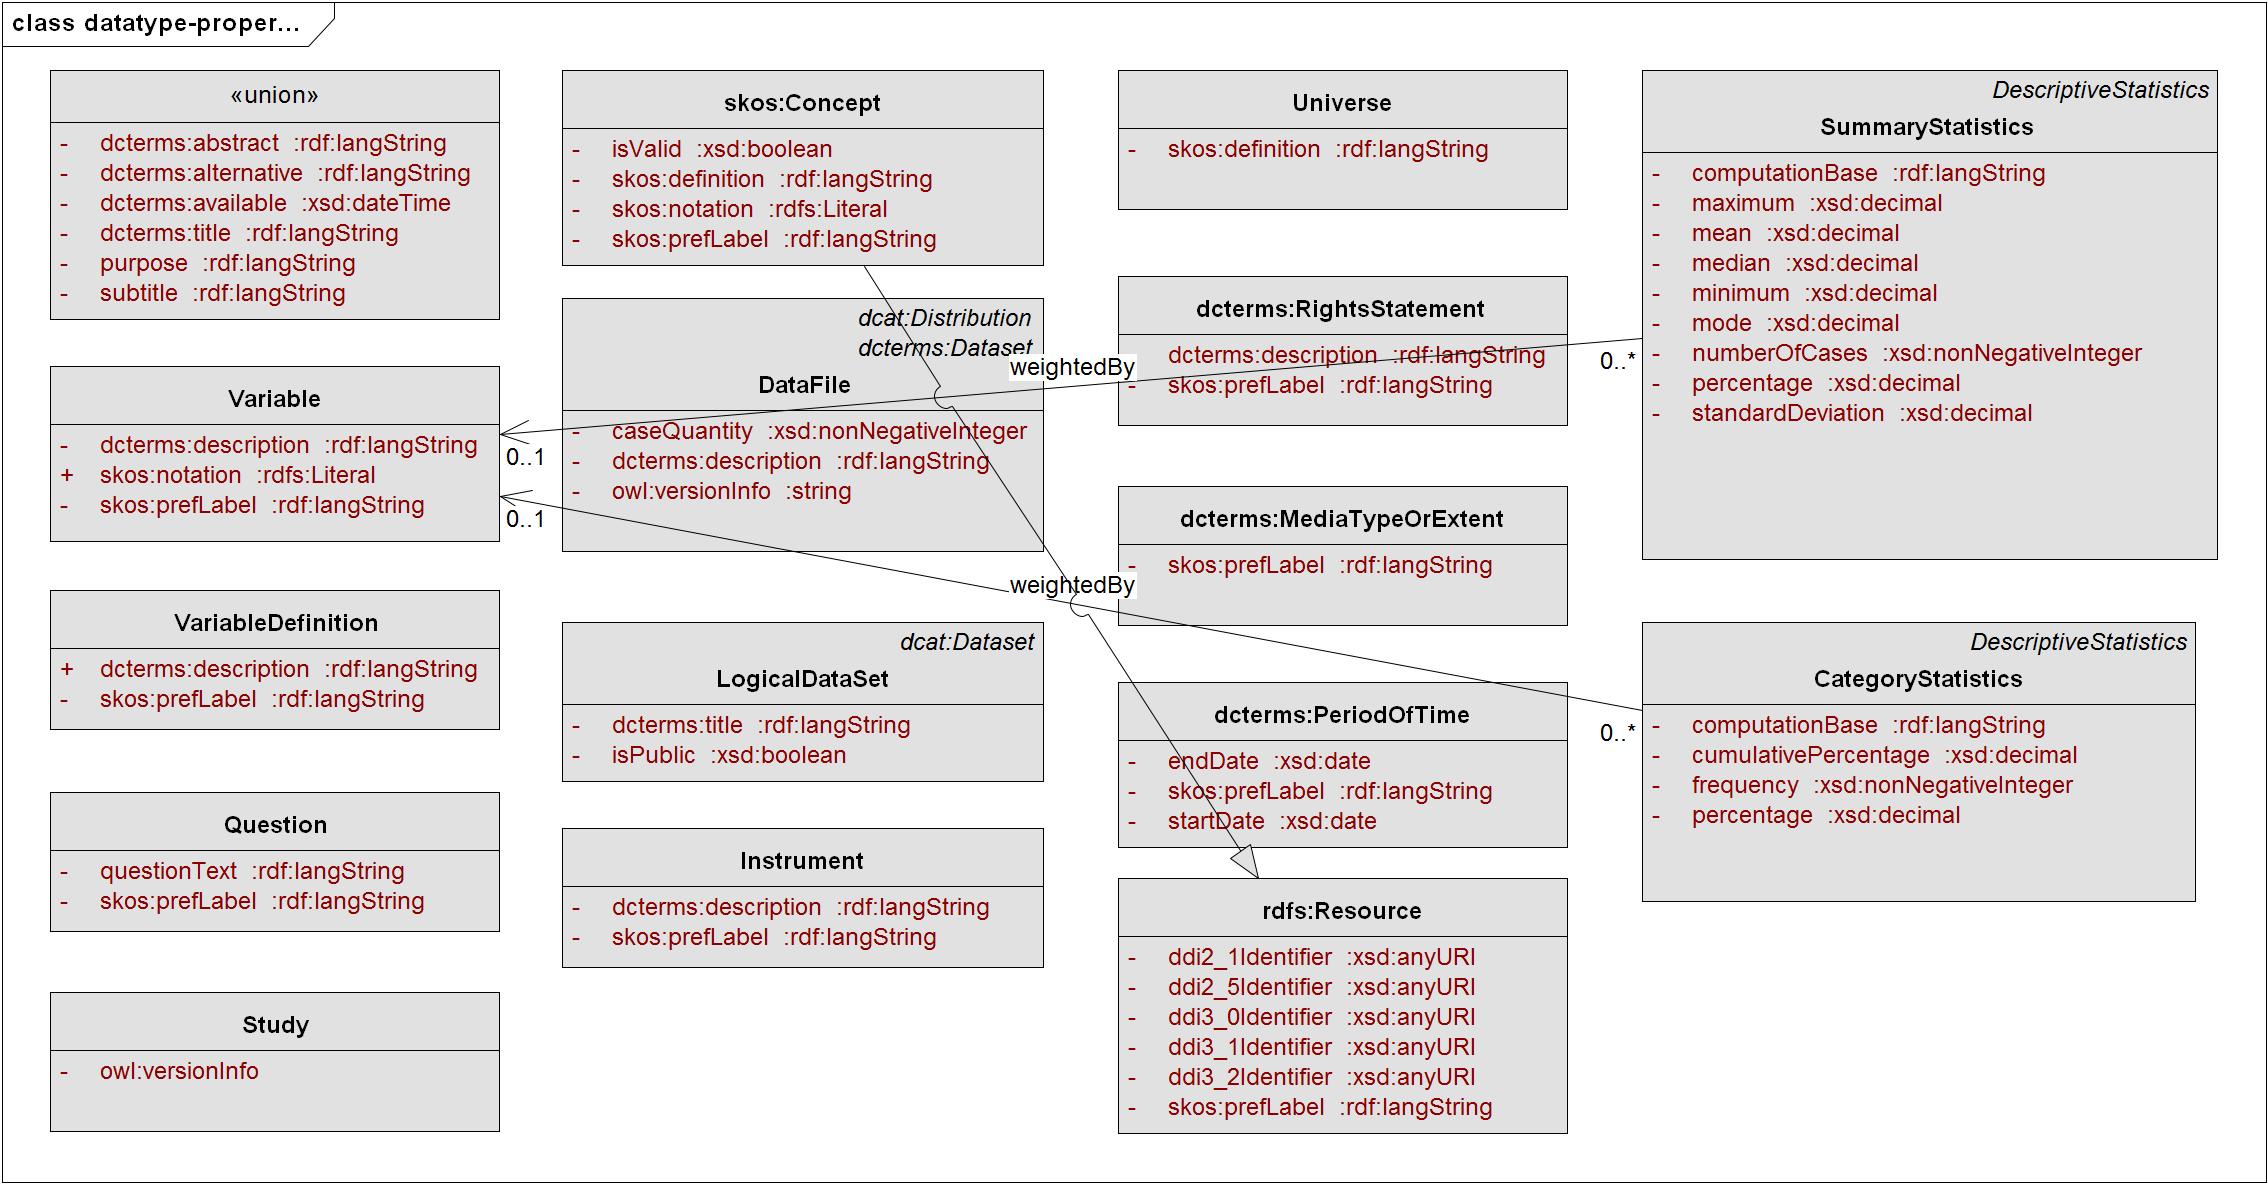 class datatype-proper...
«union»
- dcterms:abstract :rdf:langString
- dcterms:alternative :rdf:langString
- dcterms:available :xsd:dateTime
- dcterms:title :rdf:langString
- purpose :rdf:langString
- subtitle :rdf:langString
Variable
- dcterms:description :rdf:langString
+ skos:notation :rdfs:Literal
- skos:prefLabel :rdf:langString
VariableDefinition
+ dcterms:description :rdf:langString
- skos:prefLabel :rdf:langString
Question
- questionText :rdf:langString
- skos:prefLabel :rdf:langString
Study
- owl:versionInfo
skos:Concept
- isValid :xsd:boolean
- skos:definition :rdf:langString
- skos:notation :rdfs:Literal
- skos:prefLabel :rdf:langString
dcat:Distribution
dcterms:Dataset
DataFile
- caseQuantity :xsd:nonNegativeInteger
- dcterms:description :rdf:langString
- owl:versionInfo :string
dcat:Dataset
LogicalDataSet
- dcterms:title :rdf:langString
- isPublic :xsd:boolean
Instrument
- dcterms:description :rdf:langString
- skos:prefLabel :rdf:langString
Universe
- skos:definition :rdf:langString
dcterms:RightsStatement
dcterms:description :rdf:langString
- skos:prefLabel :rdf:langString
dcterms:MediaTypeOrExtent
- skos:prefLabel :rdf:langString
dcterms:PeriodOfTime
- endDate :xsd:date
- skos:prefLabel :rdf:langString
- startDate :xsd:date
rdfs:Resource
- ddi2_1Identifier :xsd:anyURI
- ddi2_5Identifier :xsd:anyURI
- ddi3_0Identifier :xsd:anyURI
- ddi3_1Identifier :xsd:anyURI
- ddi3_2Identifier :xsd:anyURI
- skos:prefLabel :rdf:langString
DescriptiveStatistics
SummaryStatistics
- computationBase :rdf:langString
- maximum :xsd:decimal
- mean :xsd:decimal
- median :xsd:decimal
- minimum :xsd:decimal
- mode :xsd:decimal
- numberOfCases :xsd:nonNegativeInteger
- percentage :xsd:decimal
- standardDeviation :xsd:decimal
DescriptiveStatistics
CategoryStatistics
- computationBase :rdf:langString
- cumulativePercentage :xsd:decimal
- frequency :xsd:nonNegativeInteger
- percentage :xsd:decimal
weightedBy
0..*
0..1
weightedBy
0..*
0..1